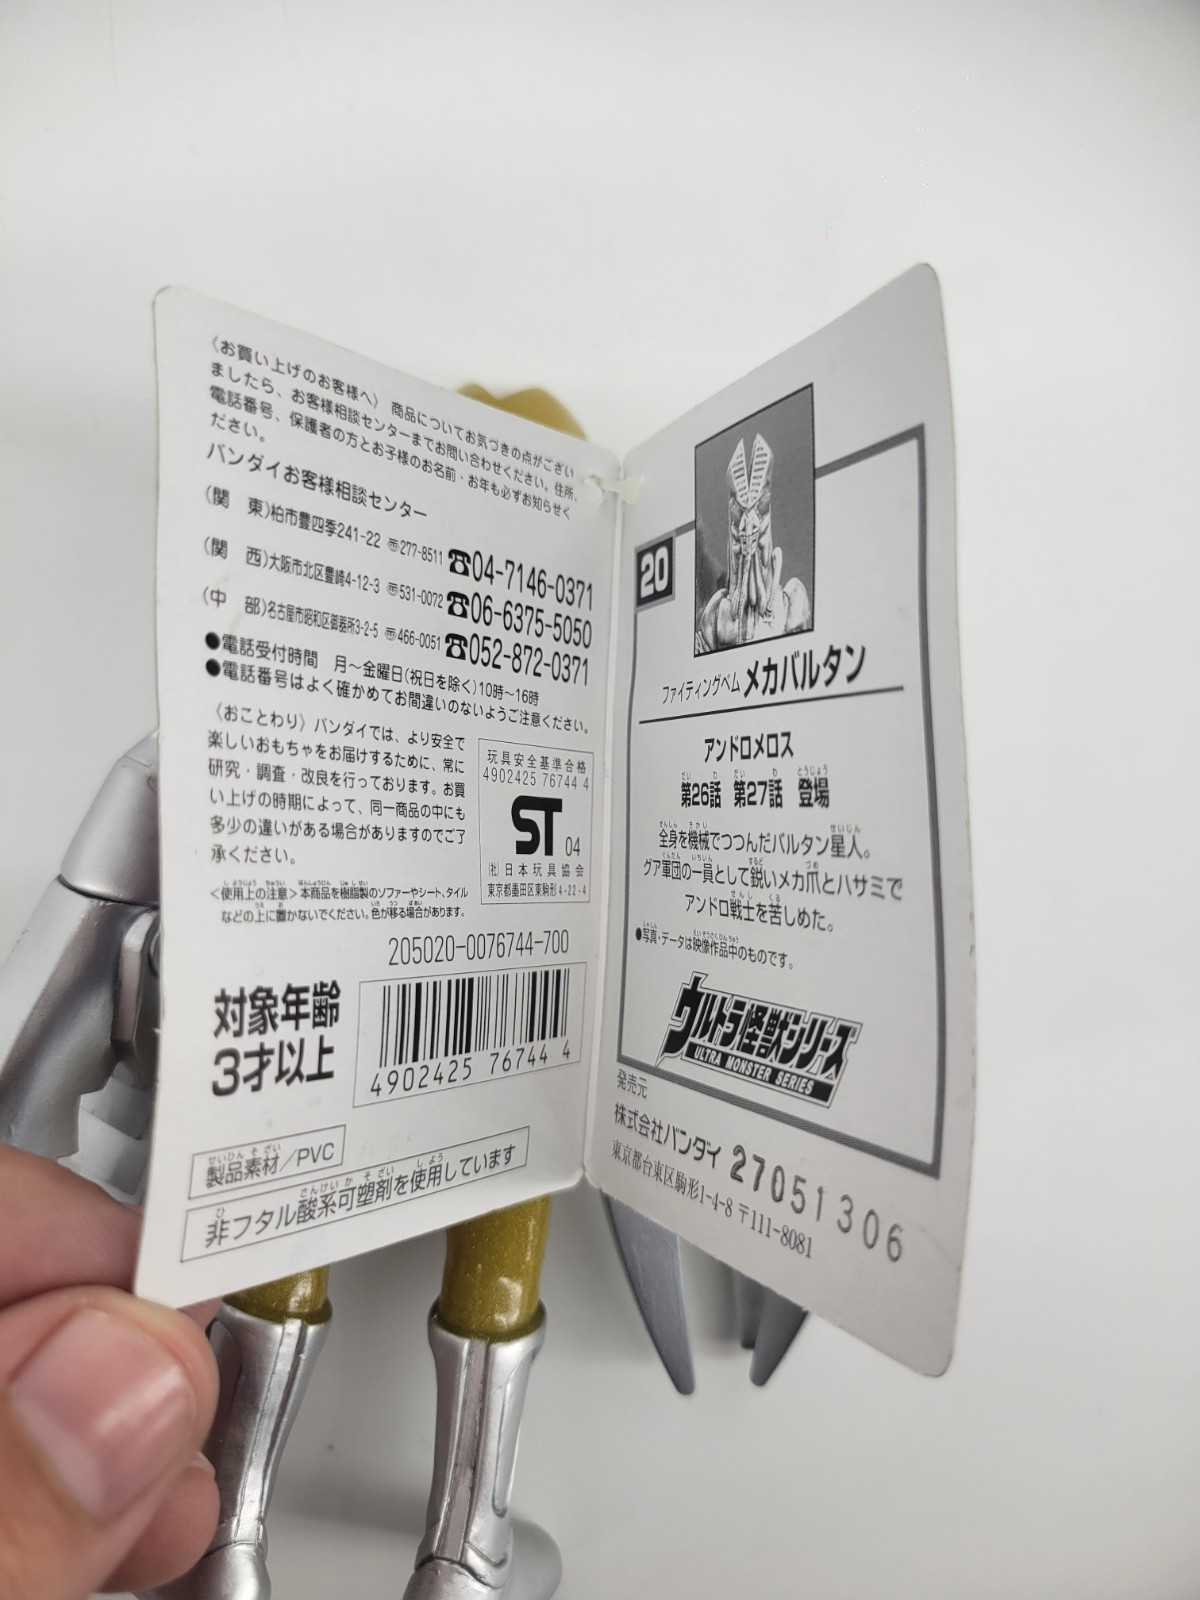 〈お買い上げのお客様へ〉 商品についてお気づきの点がござい
ましたら、お客様相談センターまでお問い合わせください。住所、
電話番号、保護者の方とお子様のお名前・お年も必ずお知らせく
ださい。
バンダイお客様相談センター
(関 東)柏市豊四季241-22 〠277-8511 ☎04-7146-0371
(関 西)大阪市北区豊崎4-12-3 〠531-0072 ☎06-6375-5050
(中 部)名古屋市昭和区御器所3-2-5 〠466-0051 ☎052-872-0371
●電話受付時間 月〜金曜日(祝日を除く)10時〜16時
●電話番号はよく確かめてお間違いのないようご注意ください。
〈おことわり〉バンダイでは、より安全で
楽しいおもちゃをお届けするために、常に
研究・調査・改良を行っております。お買
い上げの時期によって、同一商品の中にも
多少の違いがある場合がありますのでご了
承ください。
玩具安全基準合格
4902425 76744 4
ST 04
(社)日本玩具協会
東京都墨田区東駒形4-22-4
<使用上の注意>本商品を樹脂製のソファーやシート、タイル
などの上に置かないでください。色が移る場合があります。
205020-0076744-700
対象年齢
3才以上
4902425 76744 4
製品素材/PVC
非フタル酸系可塑剤を使用しています
20
ファイティングベム メカバルタン
アンドロメロス
第26話 第27話 登場
全身を機械でつつんだバルタン星人。
グア軍団の一員として鋭いメカ爪とハサミで
アンドロ戦士を苦しめた。
●写真・データは映像作品中のものです。
ウルトラ怪獣シリーズ
ULTRA MONSTER SERIES
発売元
株式会社バンダイ 27051306
東京都台東区駒形1-4-8 〒111-8081